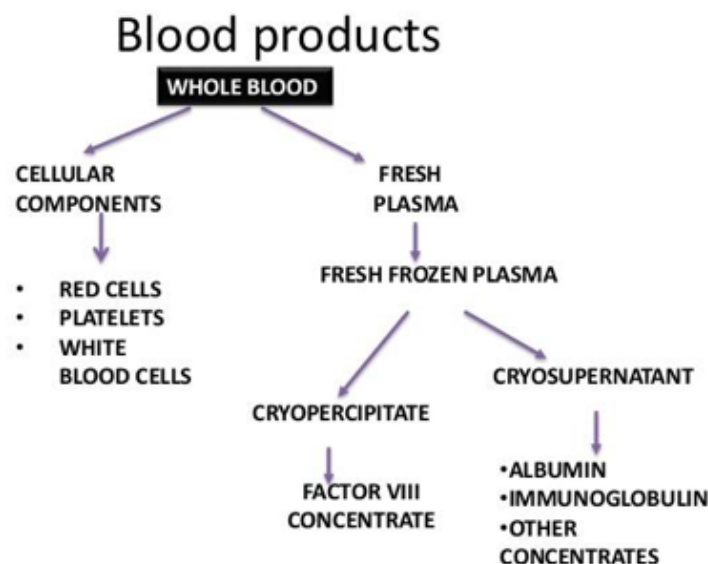 Blood products
WHOLE BLOOD
CELLULAR
COMPONENTS
FRESH
PLASMA
• RED CELLS
• PLATELETS
• WHITE
BLOOD CELLS
FRESH FROZEN PLASMA
CRYOPERCIPITATE
CRYOSUPERNATANT
FACTOR VIII
CONCENTRATE
•ALBUMIN
•IMMUNOGLOBULIN
•OTHER
CONCENTRATES